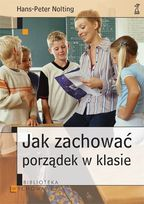 Hans-Peter Nolting
Jak zachować
porządek w klasie
BIBLIOTEKA